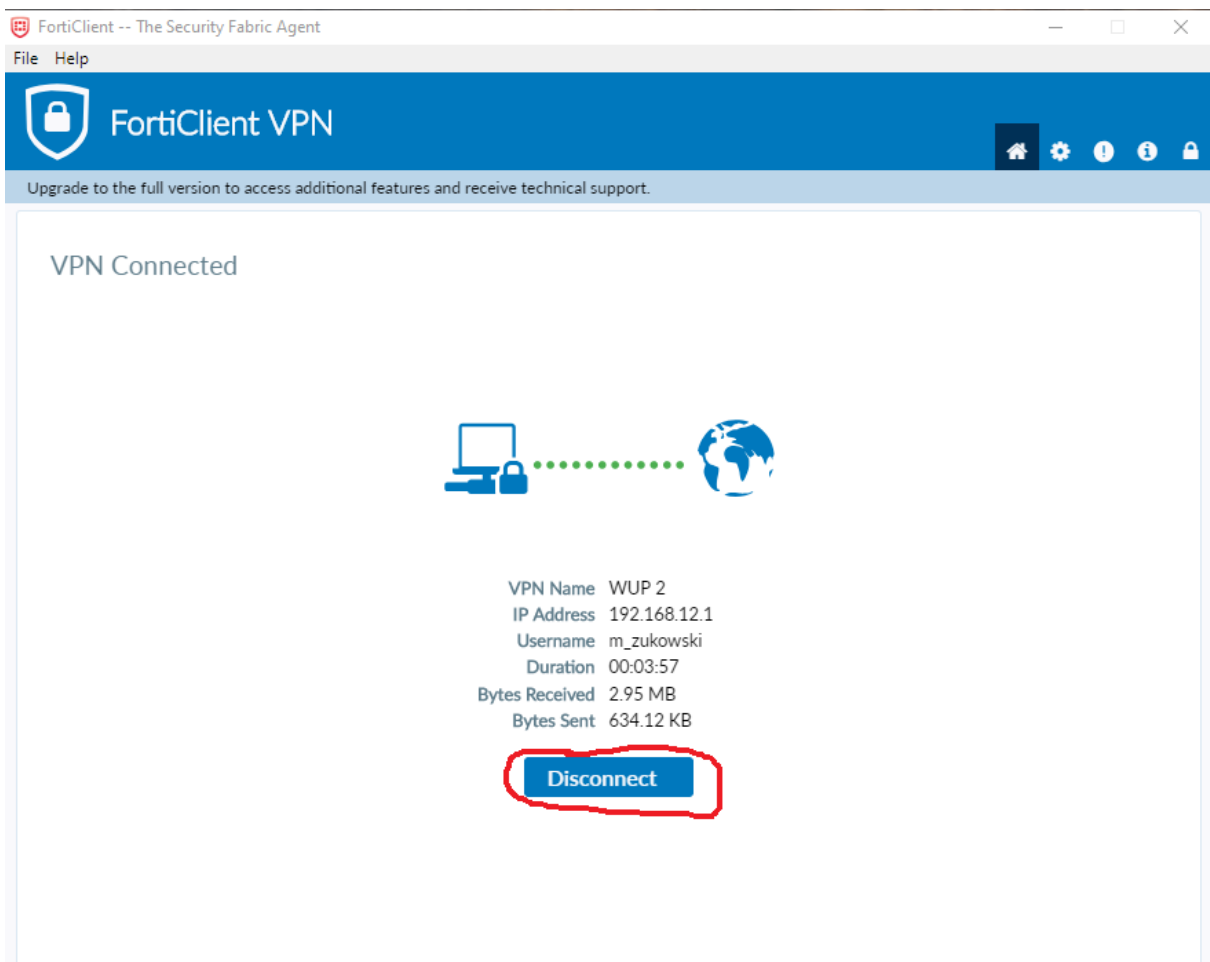 FortiClient -- The Security Fabric Agent
File Help
FortiClient VPN
Upgrade to the full version to access additional features and receive technical support.
VPN Connected
VPN Name WUP 2
IP Address 192.168.12.1
Username m_zukowski
Duration 00:03:57
Bytes Received 2.95 MB
Bytes Sent 634.12 KB
Disconnect